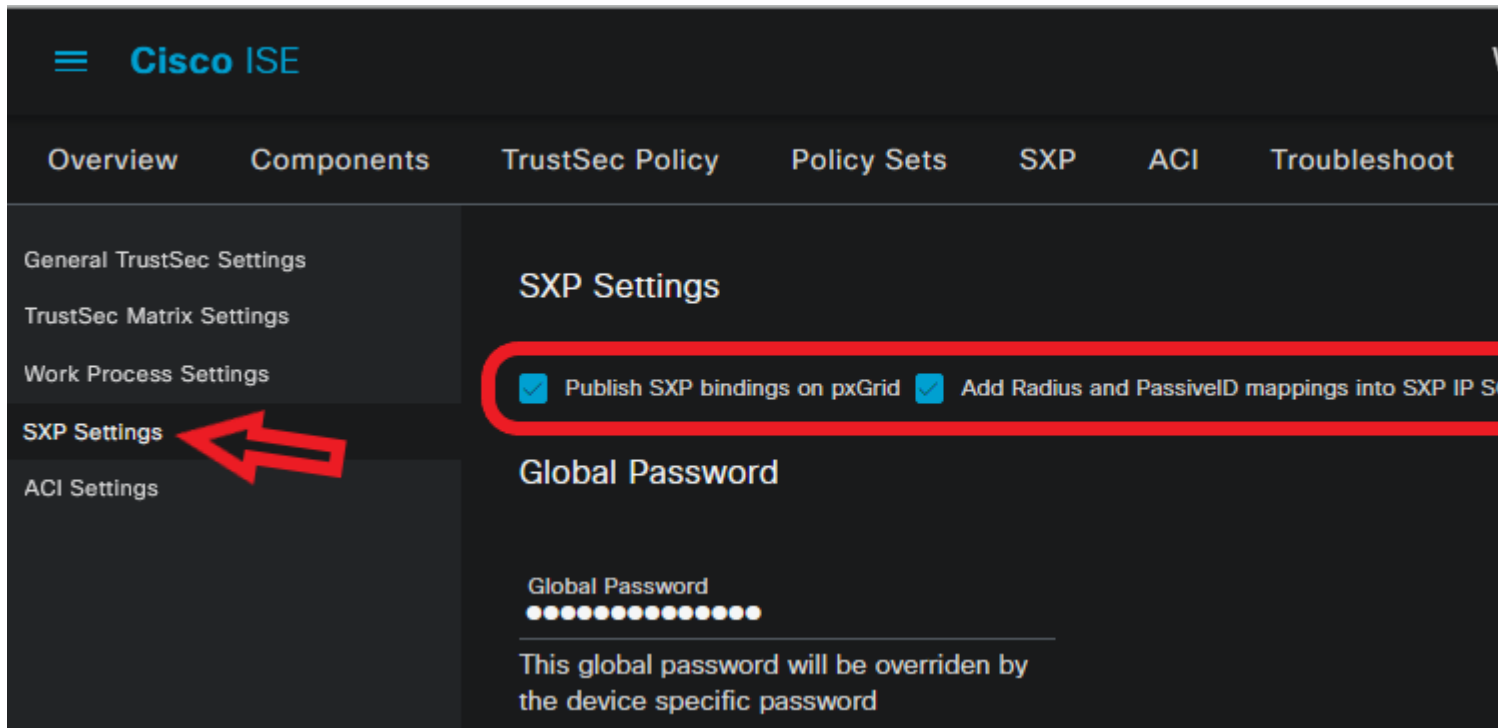 Cisco ISE
Overview Components TrustSec Policy Policy Sets SXP ACI Troubleshoot
General TrustSec Settings
TrustSec Matrix Settings
Work Process Settings
SXP Settings
ACI Settings
SXP Settings
Publish SXP bindings on pxGrid Add Radius and PassiveID mappings into SXP IP
Global Password
Global Password
This global password will be overriden by
the device specific password